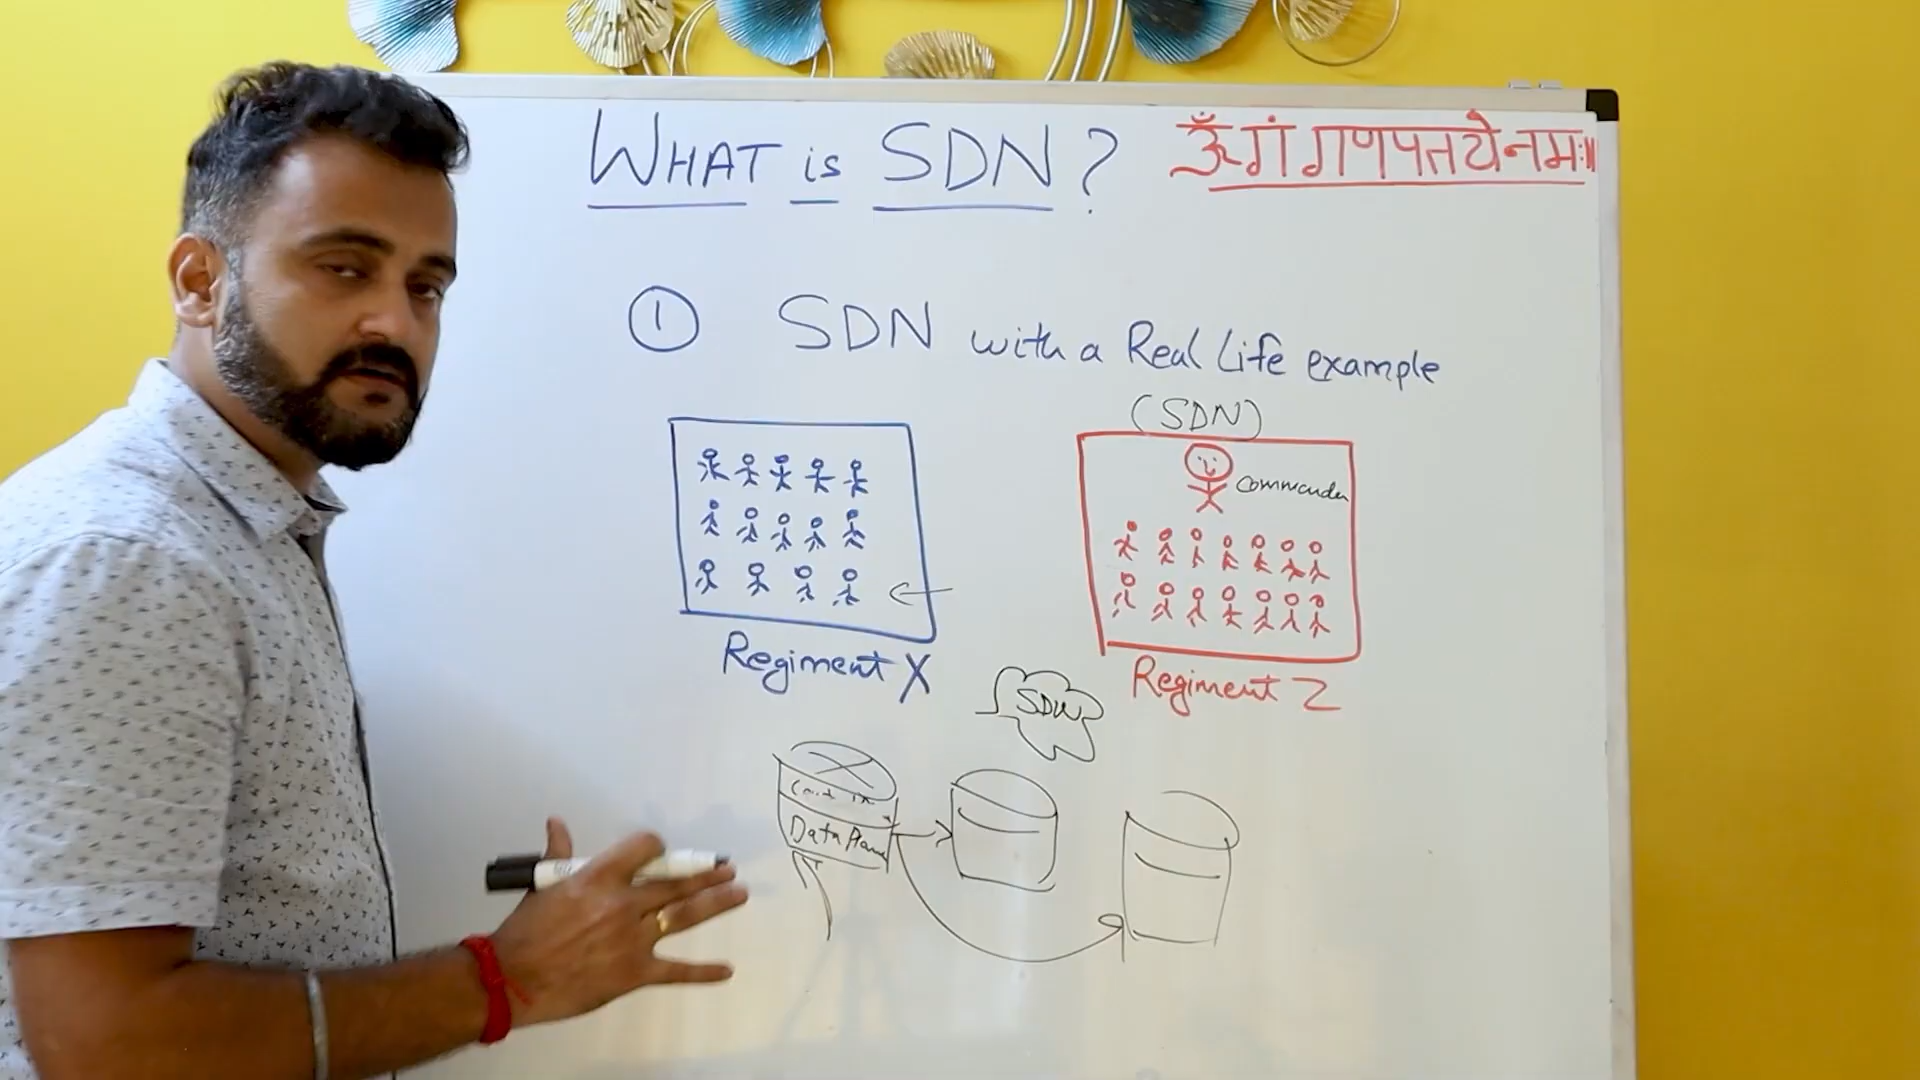 WHAT is SDN?
ॐ गं गणपतये नमः॥
① SDN with a Real Life example
(SDN)
Commander
Regiment X
Regiment Z
SDN
Data Plane